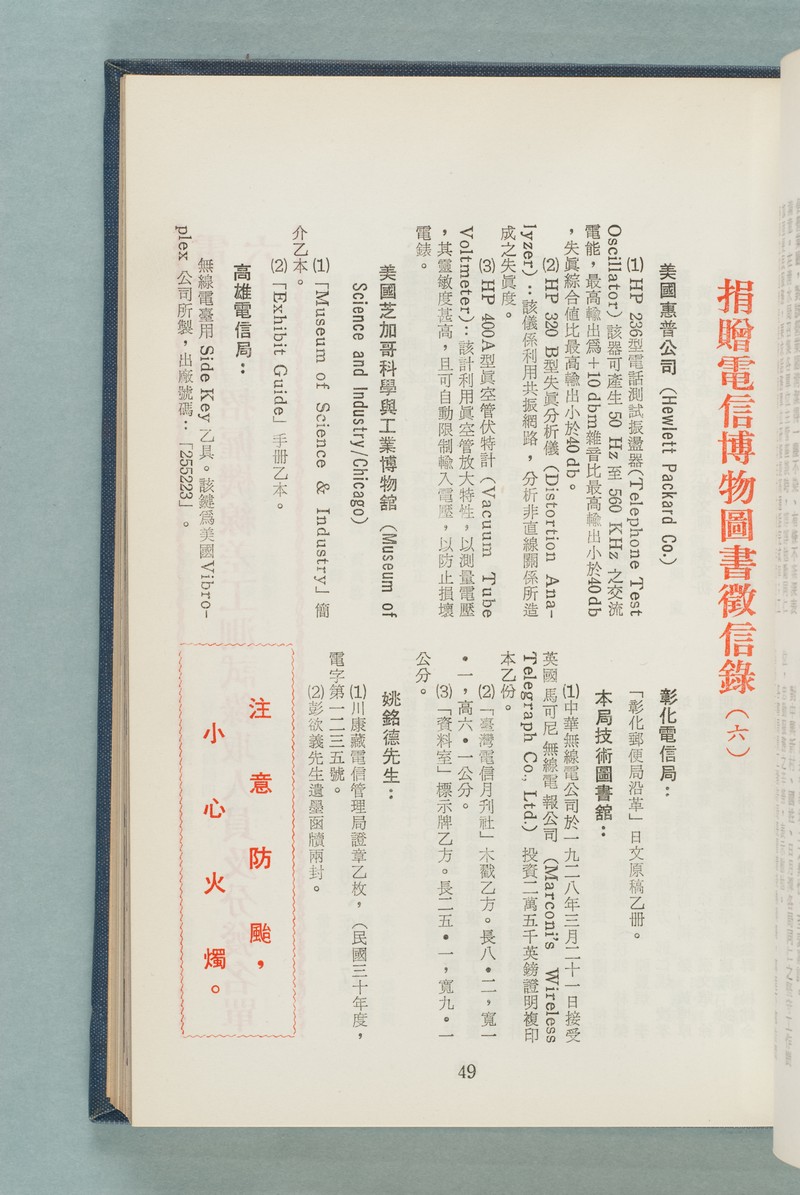 捐贈電信博物圖書徵信錄（六）
美國惠普公司（Hewlett Packard Co.）
⑴ HP 236型電話測試振盪器(Telephone Test
Oscillator) 該器可產生 50 Hz 至 560 KHz 之交流
電能，最高輸出爲＋10 dbm雜音比最高輸出小於40 db
，失眞綜合値比最高輸出小於40 db。
⑵ HP 320 B型失眞分析儀（Distortion Ana-
lyzer）：該儀係利用共振網路，分析非直線關係所造
成之失眞度。
⑶ HP 400A型眞空管伏特計（Vacuum Tube
Voltmeter）：該計利用眞空管放大特性，以測量電壓
，其靈敏度甚高，且可自動限制輸入電壓，以防止損壞
電錶。
美國芝加哥科學與工業博物舘（Museum of
Science and Industry/Chicago）
⑴「Museum of Science & Industry」簡
介乙本。
⑵「Exhibit Guide」手册乙本。
高雄電信局：
無線電臺用 Side Key 乙具。該鍵爲美國Vibro-
plex 公司所製，出廠號碼：「255223」。
彰化電信局：
「彰化郵便局沿革」日文原稿乙册。
本局技術圖書舘：
⑴中華無線電公司於一九二八年三月二十一日接受
英國馬可尼無線電報公司（Marconi's Wireless
Telegraph Co., Ltd.）投資二萬五千英鎊證明複印
本乙份。
⑵「臺灣電信月刋社」木戳乙方。長八・二，寬一
・一，高六・一公分。
⑶「資料室」標示牌乙方。長二五・一，寬九・一
公分。
姚銘德先生：
⑴川康藏電信管理局證章乙枚，（民國三十年度，
電字第一二三五號。
⑵彭欲義先生遺墨函牘兩封。
注意防颱，
小心火燭。
49